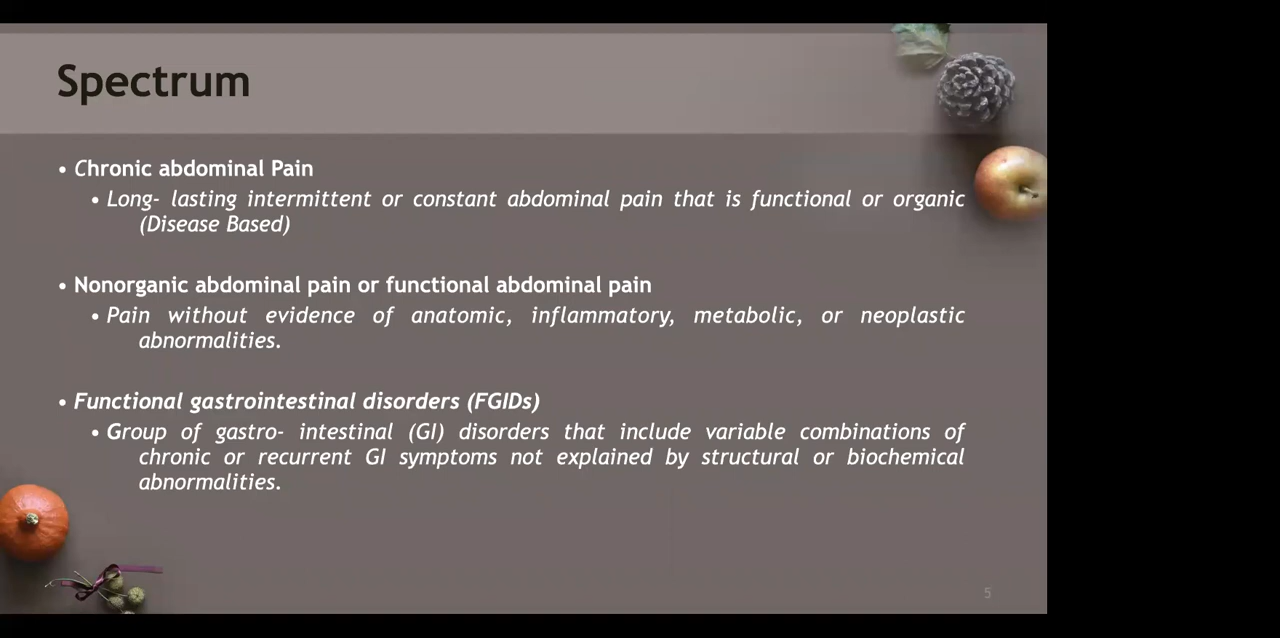 Spectrum
• Chronic abdominal Pain
• Long- lasting intermittent or constant abdominal pain that is functional or organic
(Disease Based)
• Nonorganic abdominal pain or functional abdominal pain
• Pain without evidence of anatomic, inflammatory, metabolic, or neoplastic
abnormalities.
• Functional gastrointestinal disorders (FGIDs)
• Group of gastro- intestinal (GI) disorders that include variable combinations of
chronic or recurrent GI symptoms not explained by structural or biochemical
abnormalities.
5